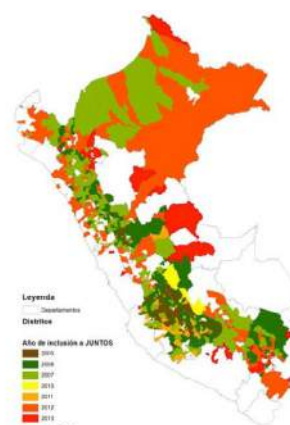 Leyenda
Departamentos
Distritos
Año de inclusión a JUNTOS
2005
2006
2007
2010
2011
2012
2013